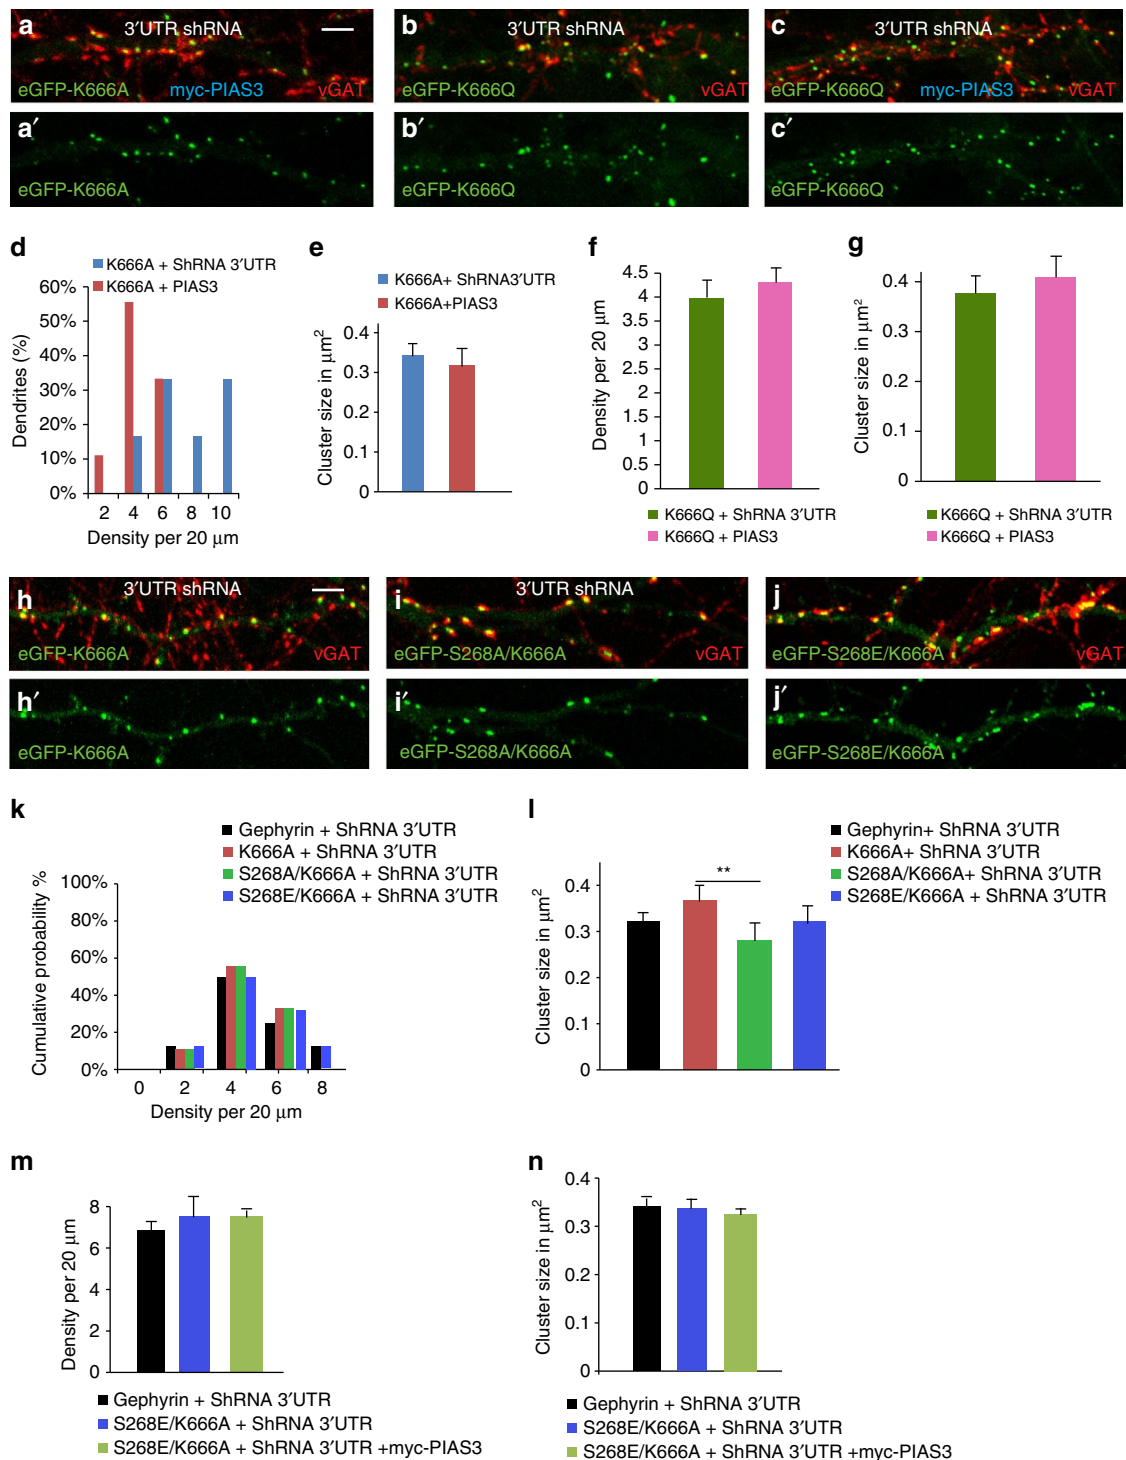 a
3′UTR shRNA
eGFP-K666A myc-PIAS3 vGAT
b
eGFP-K666Q vGAT
c
3′UTR shRNA
eGFP-K666Q myc-PIAS3 vGAT
a′
eGFP-K666A
b′
eGFP-K666Q
c′
eGFP-K666Q
d
K666A + ShRNA 3′UTR
K666A + PIAS3
60%
50%
40%
30%
20%
10%
0%
Dendrites (%)
2 4 6 8 10
Density per 20 μm
e
K666A+ ShRNA3′UTR
K666A+PIAS3
0.4
0.3
0.2
0.1
0
Cluster size in μm²
f
4.5
4
3.5
3
2.5
2
1.5
1
0.5
0
Density per 20 μm
K666Q + ShRNA 3′UTR
K666Q + PIAS3
g
0.4
0.3
0.2
0.1
0
Cluster size in μm²
K666Q + ShRNA 3′UTR
K666Q + PIAS3
h
3′UTR shRNA
eGFP-K666A vGAT
i
3′UTR shRNA
eGFP-S268A/K666A vGAT
j
eGFP-S268E/K666A vGAT
h′
eGFP-K666A
i′
eGFP-S268A/K666A
j′
eGFP-S268E/K666A
k
Gephyrin + ShRNA 3′UTR
K666A + ShRNA 3′UTR
S268A/K666A + ShRNA 3′UTR
S268E/K666A + ShRNA 3′UTR
100%
80%
60%
40%
20%
0%
Cumulative probability %
0 2 4 6 8
Density per 20 μm
l
Gephyrin+ ShRNA 3′UTR
K666A+ ShRNA 3′UTR
S268A/K666A+ ShRNA 3′UTR
S268E/K666A + ShRNA 3′UTR
**
0.4
0.3
0.2
0.1
0
Cluster size in μm²
m
8
6
4
2
0
Density per 20 μm
Gephyrin + ShRNA 3′UTR
S268E/K666A + ShRNA 3′UTR
S268E/K666A + ShRNA 3′UTR +myc-PIAS3
n
0.4
0.3
0.2
0.1
0
Cluster size in μm²
Gephyrin + ShRNA 3′UTR
S268E/K666A + ShRNA 3′UTR
S268E/K666A + ShRNA 3′UTR +myc-PIAS3